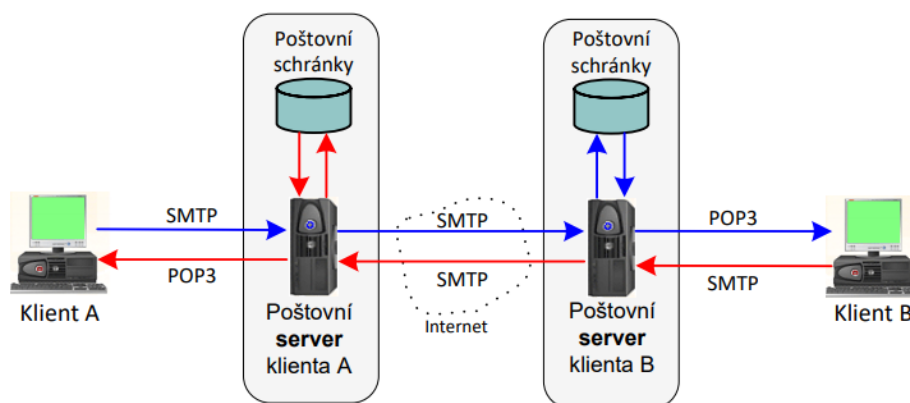 Poštovní
schránky
Poštovní
schránky
SMTP
SMTP
POP3
POP3
SMTP
SMTP
Klient A
Poštovní
server
klienta A
Internet
Poštovní
server
klienta B
Klient B